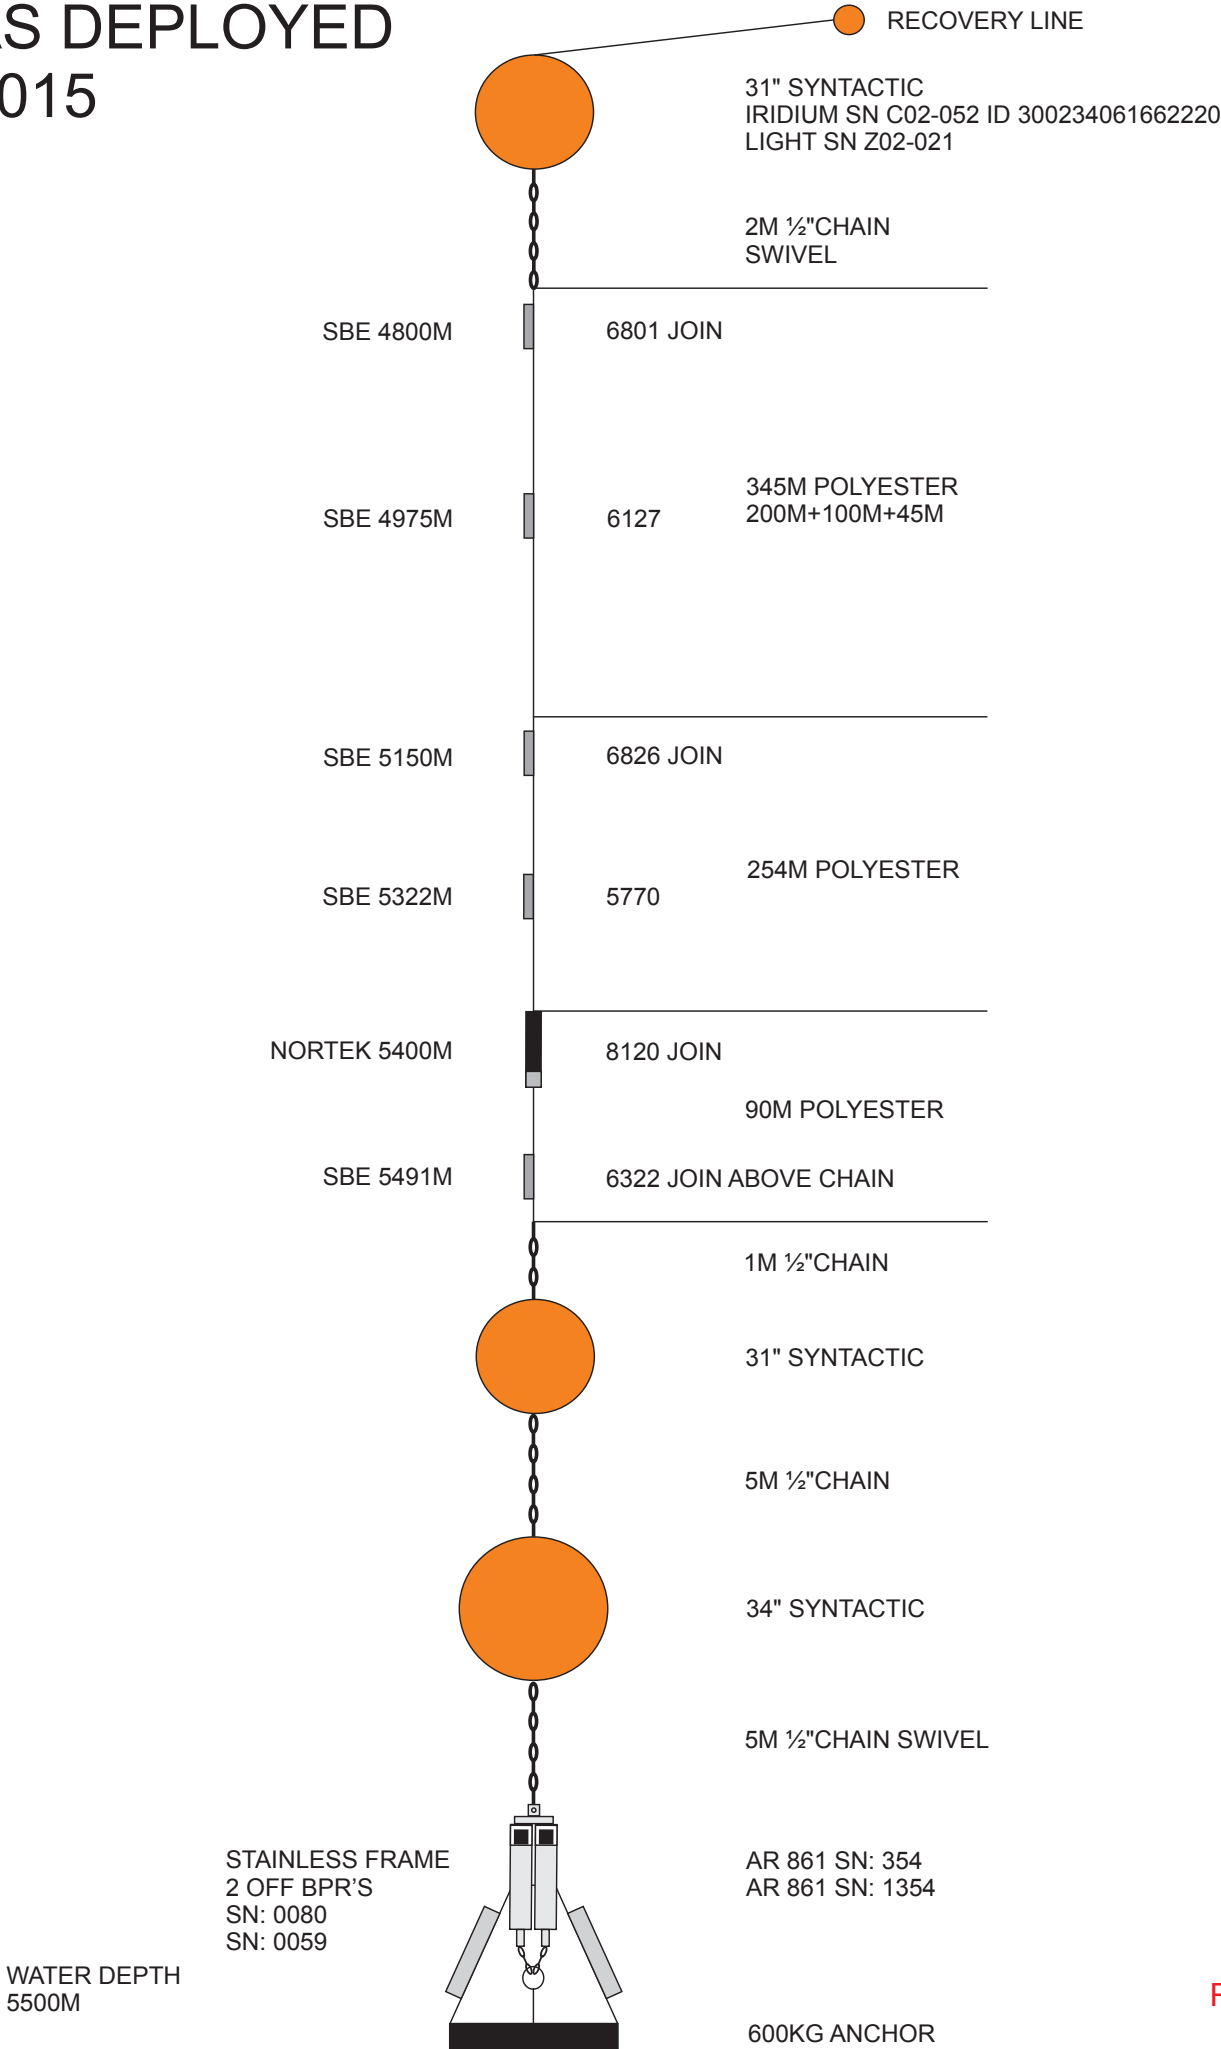 AS DEPLOYED
015
RECOVERY LINE
31" SYNTACTIC
IRIDIUM SN C02-052 ID 300234061662220
LIGHT SN Z02-021
2M ½"CHAIN
SWIVEL
SBE 4800M
6801 JOIN
345M POLYESTER
200M+100M+45M
SBE 4975M
6127
SBE 5150M
6826 JOIN
254M POLYESTER
SBE 5322M
5770
NORTEK 5400M
8120 JOIN
90M POLYESTER
SBE 5491M
6322 JOIN ABOVE CHAIN
1M ½"CHAIN
31" SYNTACTIC
5M ½"CHAIN
34" SYNTACTIC
5M ½"CHAIN SWIVEL
STAINLESS FRAME
2 OFF BPR'S
SN: 0080
SN: 0059
AR 861 SN: 354
AR 861 SN: 1354
WATER DEPTH
5500M
600KG ANCHOR